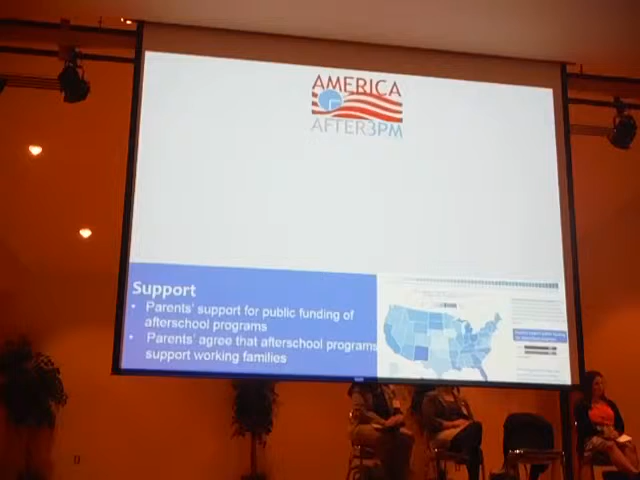 AMERICA
AFTER3PM
Support
• Parents' support for public funding of
afterschool programs
• Parents' agree that afterschool programs
support working families